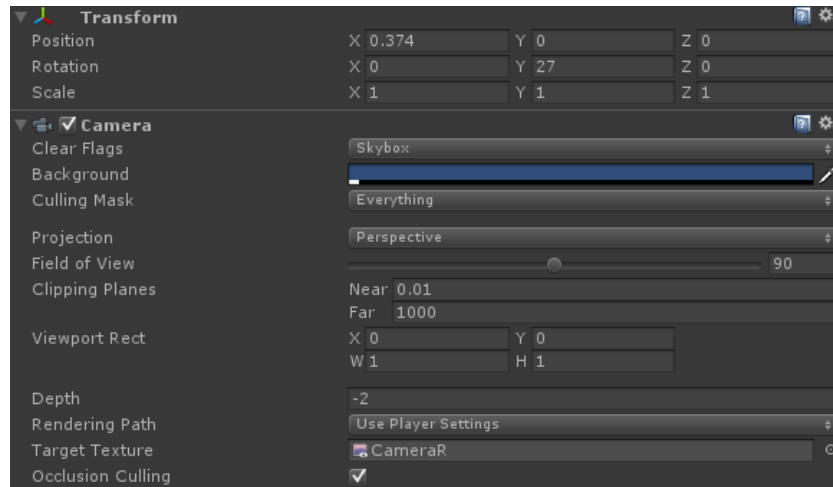 Transform
Position X 0.374 Y 0 Z 0
Rotation X 0 Y 27 Z 0
Scale X 1 Y 1 Z 1
Camera
Clear Flags Skybox
Background
Culling Mask Everything
Projection Perspective
Field of View 90
Clipping Planes Near 0.01
Far 1000
Viewport Rect X 0 Y 0
W 1 H 1
Depth -2
Rendering Path Use Player Settings
Target Texture CameraR
Occlusion Culling